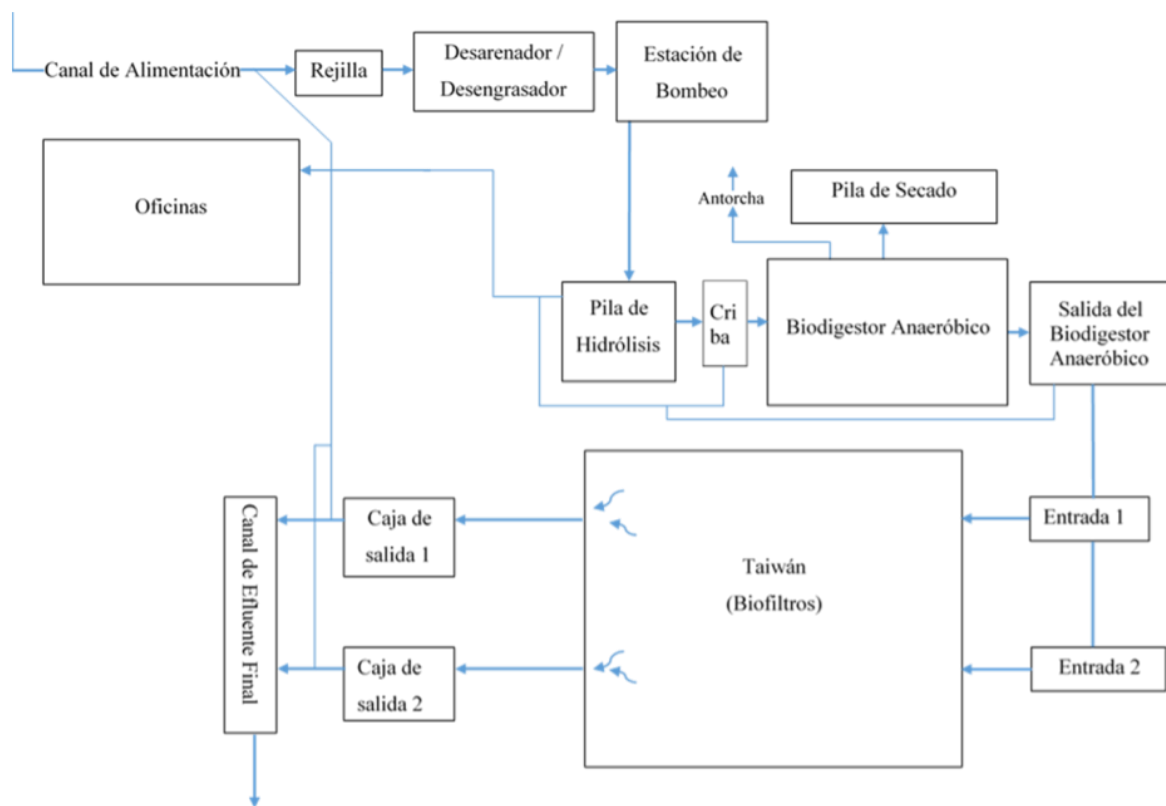 Canal de Alimentación
Rejilla
Desarenador /
Desengrasador
Estación de
Bombeo
Oficinas
Antorcha
Pila de Secado
Pila de
Hidrólisis
Cri
ba
Biodigestor Anaeróbico
Salida del
Biodigestor
Anaeróbico
Canal de Efluente Final
Caja de
salida 1
Caja de
salida 2
Taiwán
(Biofiltros)
Entrada 1
Entrada 2